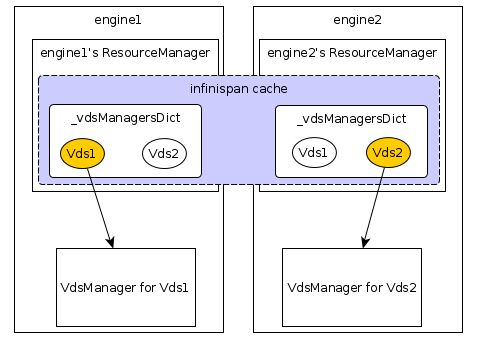 engine1
engine1's ResourceManager
engine2
engine2's ResourceManager
infinispan cache
_vdsManagersDict
Vds1
Vds2
_vdsManagersDict
Vds1
Vds2
VdsManager for Vds1
VdsManager for Vds2